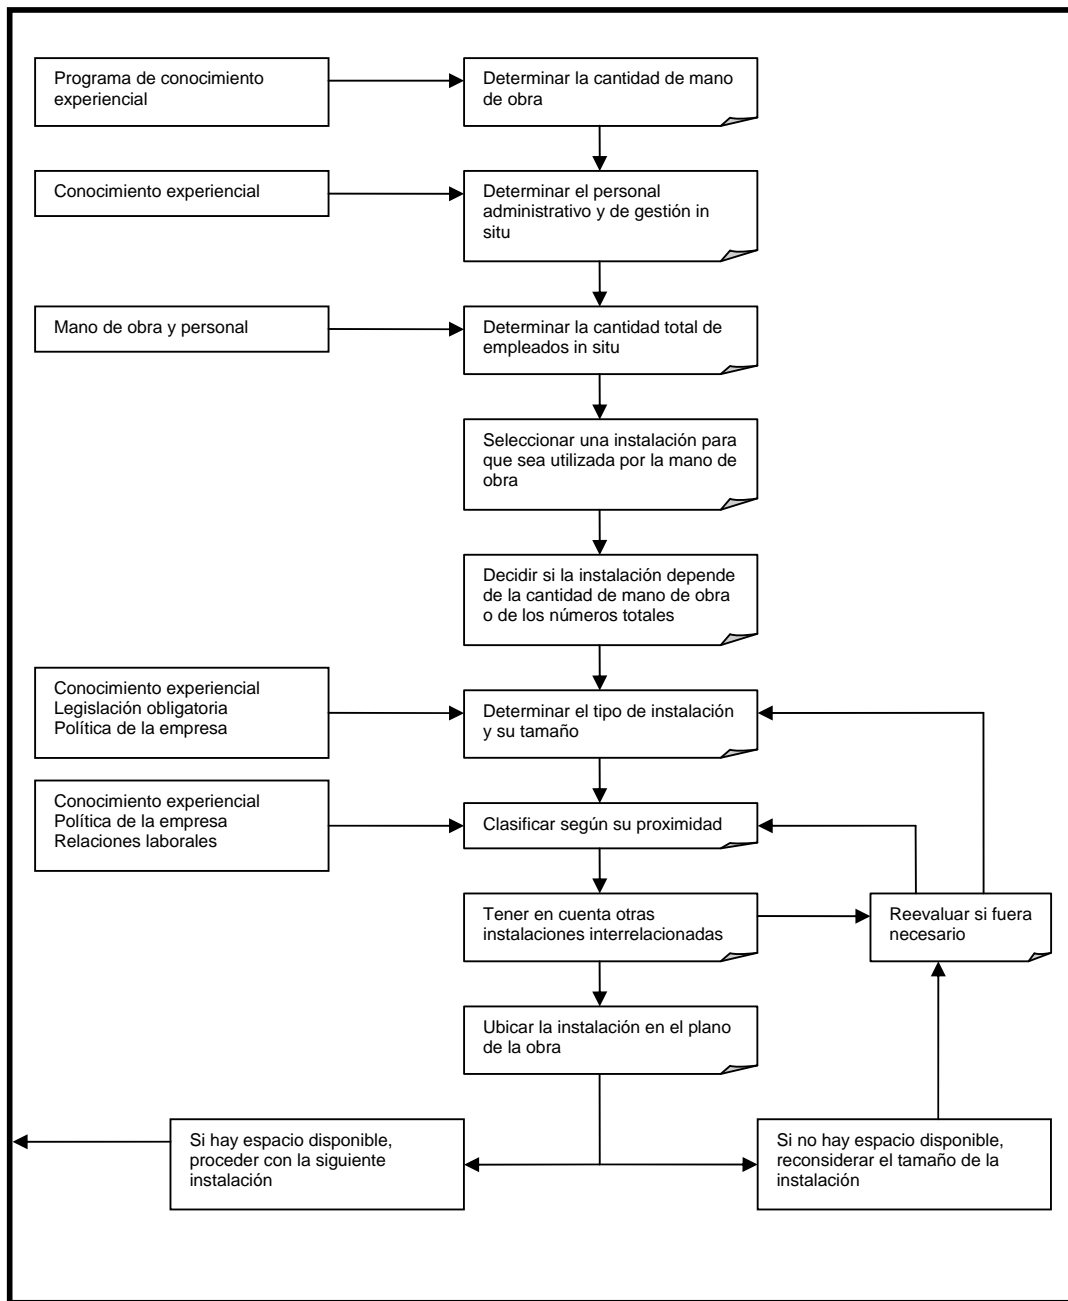 Programa de conocimiento
experiencial
Determinar la cantidad de mano
de obra
Conocimiento experiencial
Determinar el personal
administrativo y de gestión in
situ
Mano de obra y personal
Determinar la cantidad total de
empleados in situ
Seleccionar una instalación para
que sea utilizada por la mano de
obra
Decidir si la instalación depende
de la cantidad de mano de obra
o de los números totales
Conocimiento experiencial
Legislación obligatoria
Política de la empresa
Determinar el tipo de instalación
y su tamaño
Conocimiento experiencial
Política de la empresa
Relaciones laborales
Clasificar según su proximidad
Tener en cuenta otras
instalaciones interrelacionadas
Reevaluar si fuera
necesario
Ubicar la instalación en el plano
de la obra
Si hay espacio disponible,
proceder con la siguiente
instalación
Si no hay espacio disponible,
reconsiderar el tamaño de la
instalación